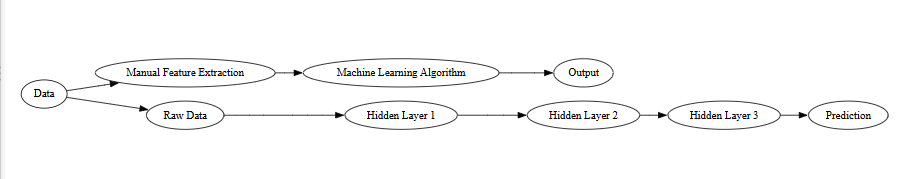 Manual Feature Extraction
Machine Learning Algorithm
Output
Data
Raw Data
Hidden Layer 1
Hidden Layer 2
Hidden Layer 3
Prediction